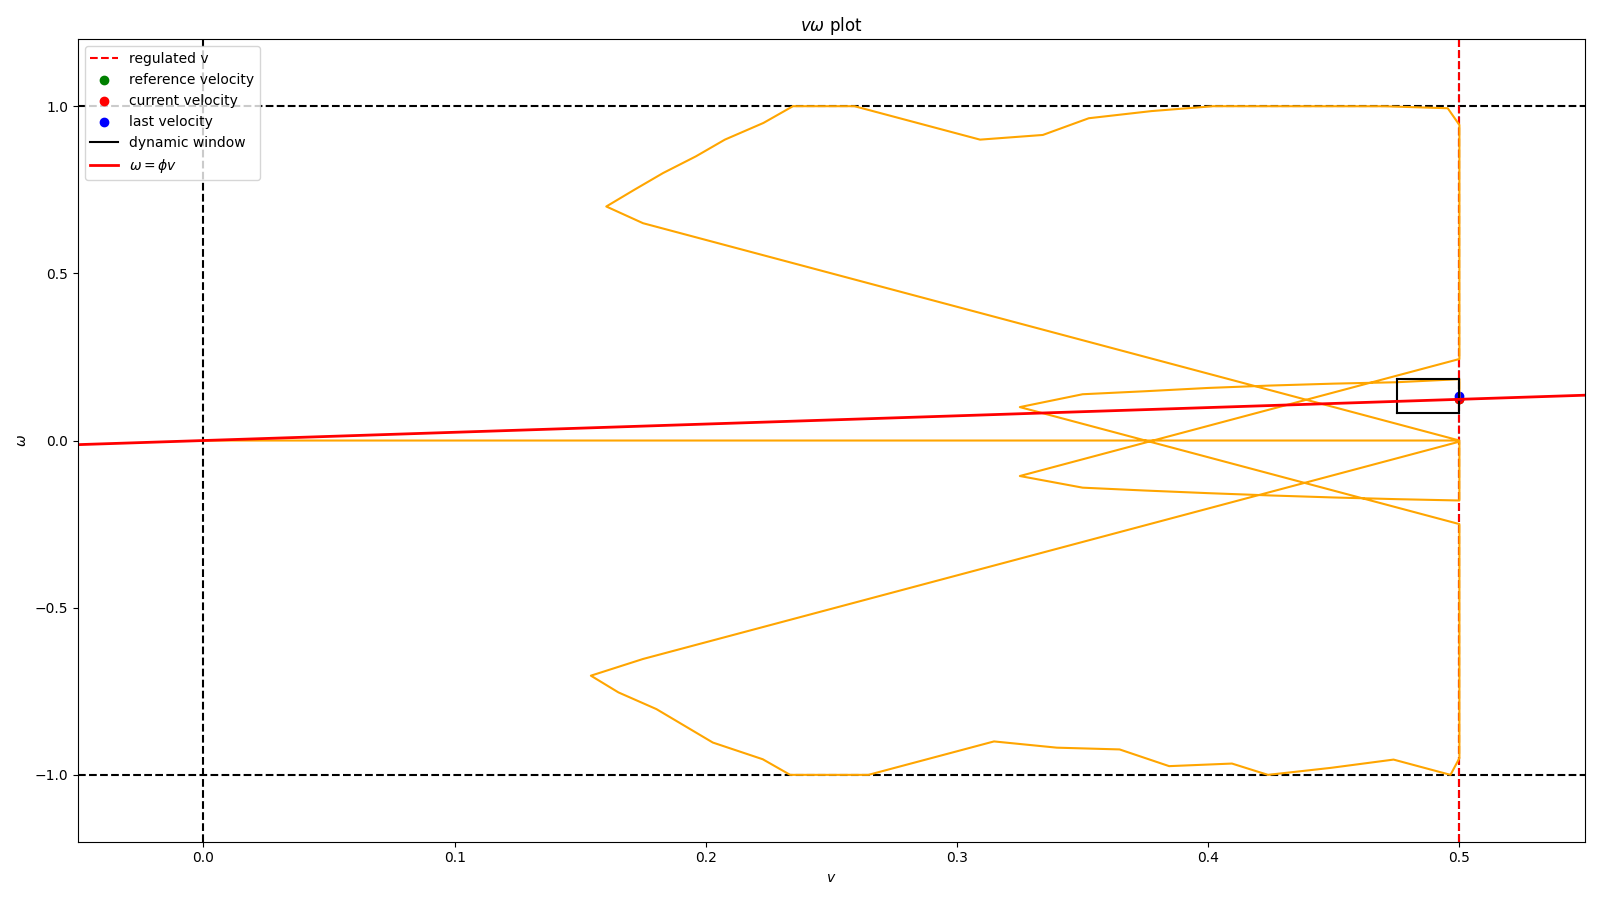 vω plot
regulated v
reference velocity
current velocity
last velocity
dynamic window
ω = ϕv
1.0
0.5
0.0
−0.5
−1.0
ω
0.0 0.1 0.2 0.3 0.4 0.5
v